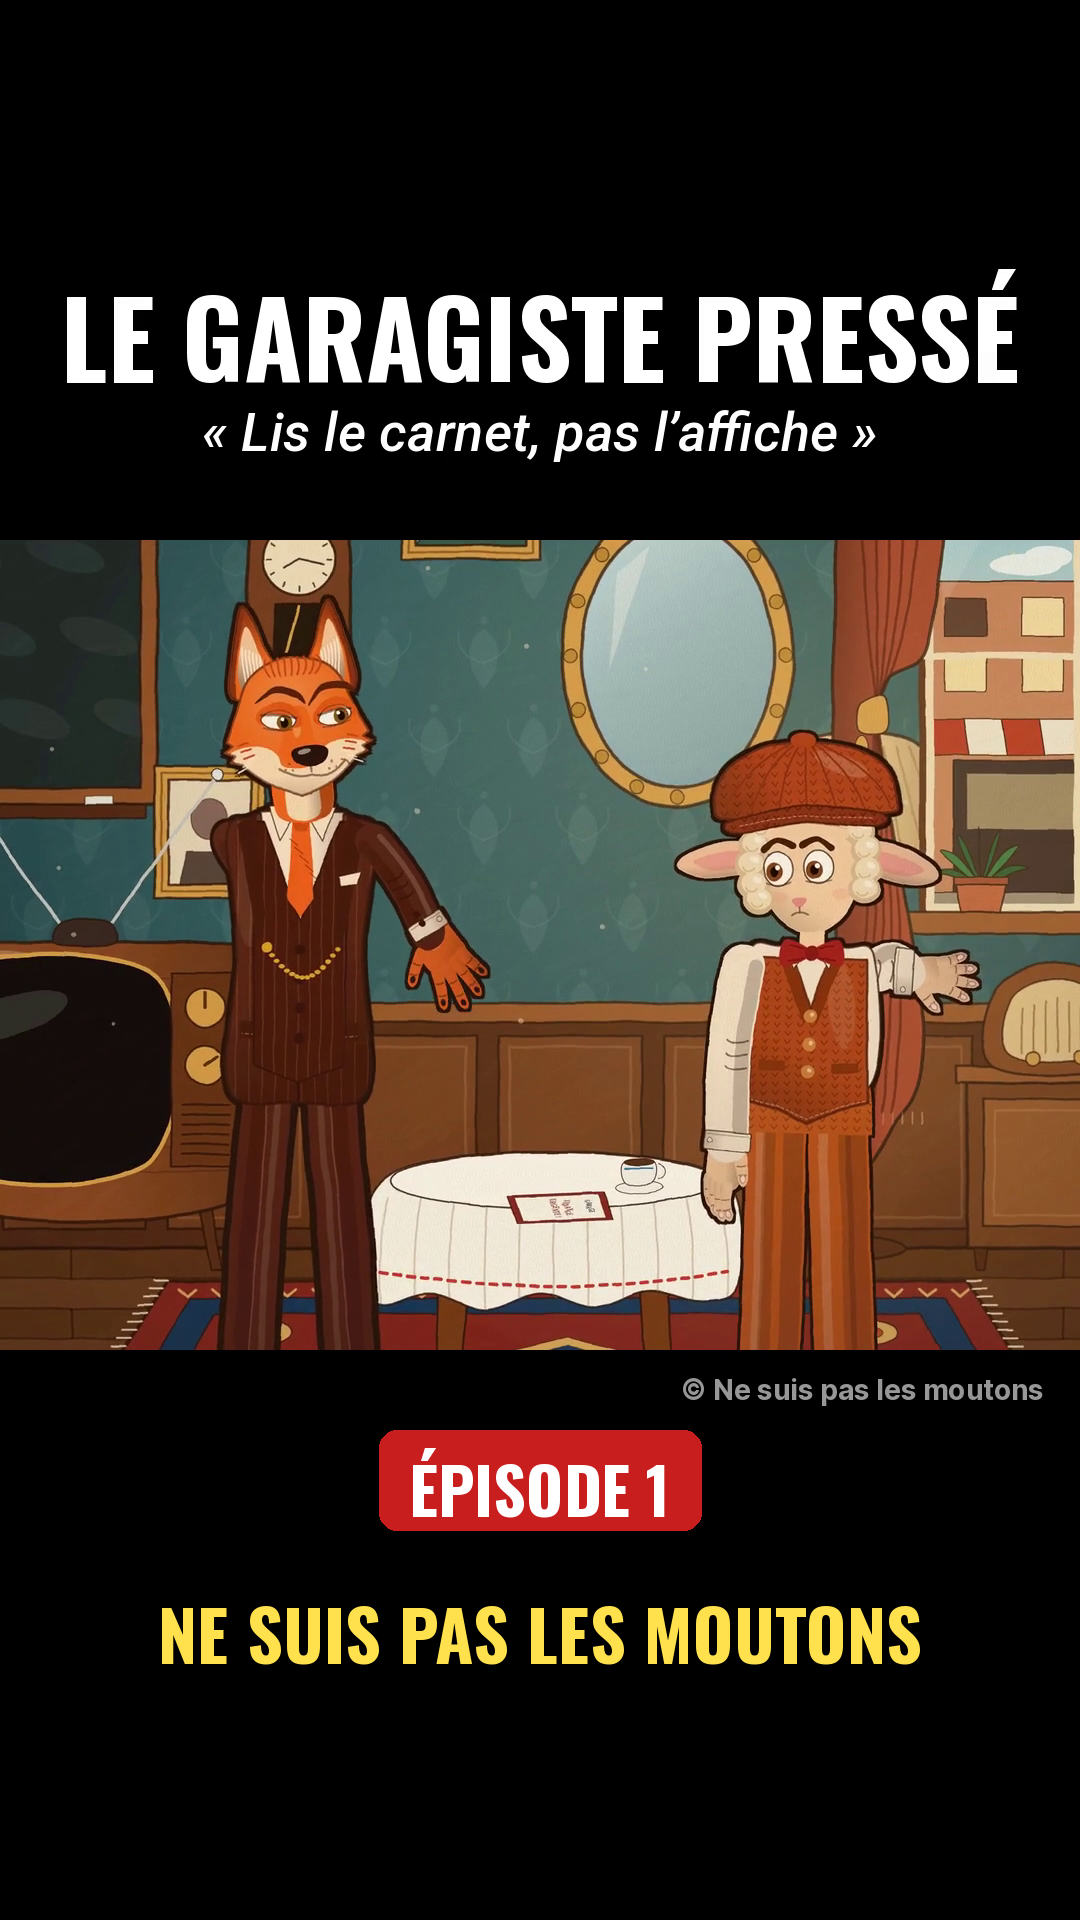 LE GARAGISTE PRESSÉ
« Lis le carnet, pas l’affiche »
© Ne suis pas les moutons
ÉPISODE 1
NE SUIS PAS LES MOUTONS